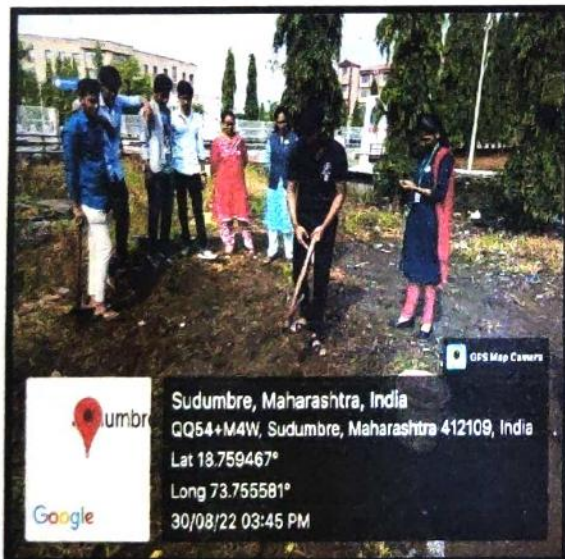 GPS Map Camera
umbre
Google
Sudumbre, Maharashtra, India
QQ54+M4W, Sudumbre, Maharashtra 412109, India
Lat 18.759467°
Long 73.755581°
30/08/22 03:45 PM